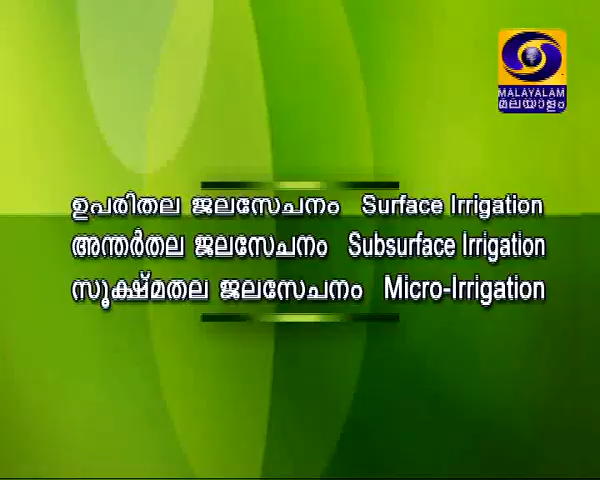 MALAYALAM
മലയാളം
ഉപരിതല ജലസേചനം Surface Irrigation
അന്തർതല ജലസേചനം Subsurface Irrigation
സൂക്ഷ്മതല ജലസേചനം Micro-Irrigation